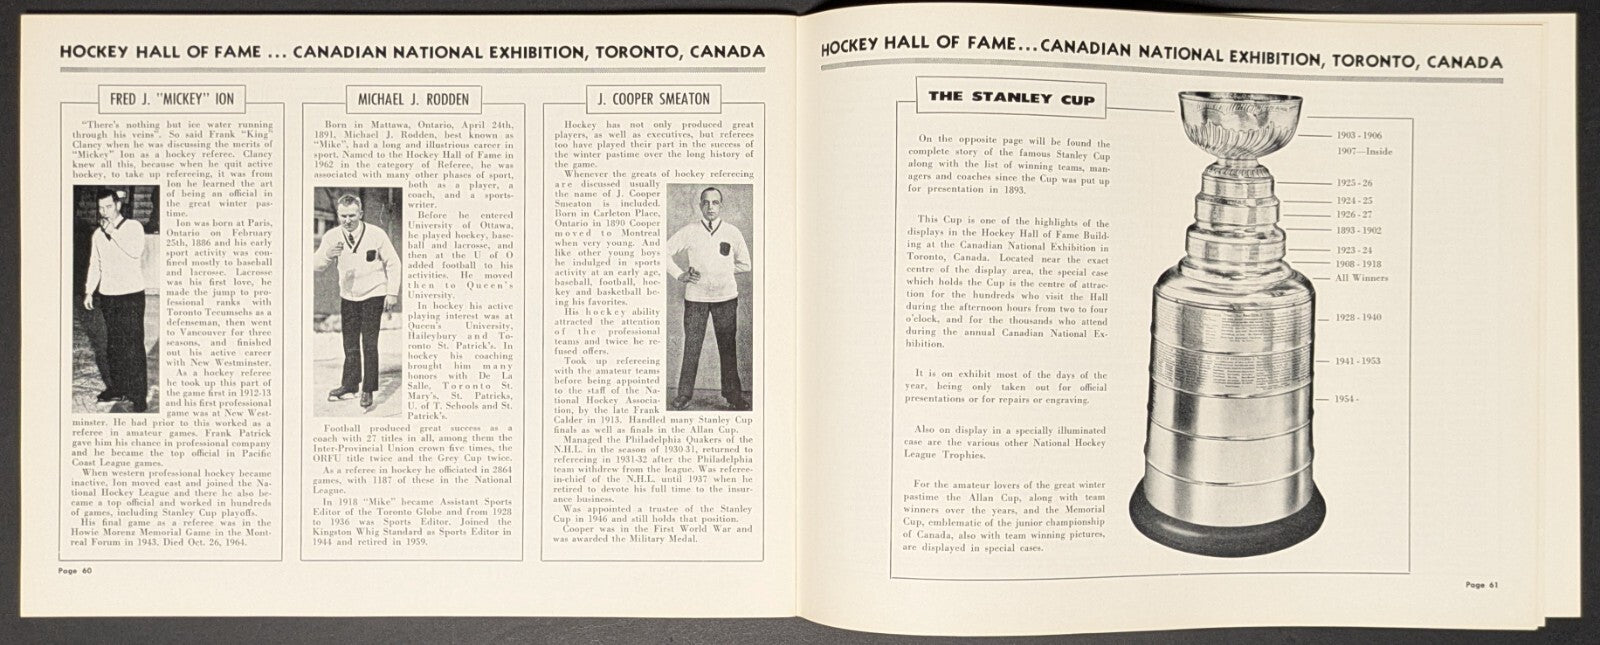 HOCKEY HALL OF FAME ... CANADIAN NATIONAL EXHIBITION, TORONTO, CANADA
FRED J. "MICKEY" ION
"There's nothing but ice water running
through his veins". So said Frank "King"
Clancy when he was discussing the merits of
"Mickey" Ion as a hockey referee. Clancy
knew all this, because when he quit active
hockey, to take up refereeing, it was from
Ion he learned the art
of being an official in
the great winter pas-
time.
Ion was born at Paris,
Ontario on February
25th, 1886 and his early
sport activity was con-
fined mostly to baseball
and lacrosse. Lacrosse
was his first love, he
made the jump to pro-
fessional ranks with
Toronto Tecumsehs as a
defenseman, then went
to Vancouver for three
seasons, and finished
out his active career
with New Westminster.
As a hockey referee
he took up this part of
the game first in 1912-13
and his first professional
game was at New West-
minster. He had prior to this worked as a
referee in amateur games. Frank Patrick
gave him his chance in professional company
and he became the top official in Pacific
Coast League games.
When western professional hockey became
inactive, Ion moved east and joined the Na-
tional Hockey League and there he also be-
came a top official and worked in hundreds
of games, including Stanley Cup playoffs.
His final game as a referee was in the
Howie Morenz Memorial Game in the Mont-
real Forum in 1943. Died Oct. 26, 1964.
MICHAEL J. RODDEN
Born in Mattawa, Ontario, April 24th,
1891, Michael J. Rodden, best known as
"Mike", had a long and illustrious career in
sport. Named to the Hockey Hall of Fame in
1962 in the category of Referee, he was
associated with many other phases of sport,
both as a player, a
coach, and a sports-
writer.
Before he entered
University of Ottawa,
he played hockey, base-
ball and lacrosse, and
then at the U of O
added football to his
activities. He moved
then to Queen's
University.
In hockey his active
playing interest was at
Queen's University,
Haileybury and To-
ronto St. Patrick's. In
hockey his coaching
brought him many
honors with De La
Salle, Toronto St.
Mary's, St. Patricks,
U. of T. Schools and St.
Patrick's.
Football produced great success as a
coach with 27 titles in all, among them the
Inter-Provincial Union crown five times, the
ORFU title twice and the Grey Cup twice.
As a referee in hockey he officiated in 2864
games, with 1187 of these in the National
League.
In 1918 "Mike" became Assistant Sports
Editor of the Toronto Globe and from 1928
to 1936 was Sports Editor. Joined the
Kingston Whig Standard as Sports Editor in
1944 and retired in 1959.
J. COOPER SMEATON
Hockey has not only produced great
players, as well as executives, but referees
too have played their part in the success of
the winter pastime over the long history of
the game.
Whenever the greats of hockey refereeing
are discussed usually
the name of J. Cooper
Smeaton is included.
Born in Carleton Place,
Ontario in 1890 Cooper
moved to Montreal
when very young. And
like other young boys
he indulged in sports
activity at an early age,
baseball, football, hoc-
key and basketball be-
ing his favorites.
His hockey ability
attracted the attention
of the professional
teams and twice he re-
fused offers.
Took up refereeing
with the amateur teams
before being appointed
to the staff of the Na-
tional Hockey Associa-
tion, by the late Frank
Calder in 1913. Handled many Stanley Cup
finals as well as finals in the Allan Cup.
Managed the Philadelphia Quakers of the
N.H.L. in the season of 1930-31, returned to
refereeing in 1931-32 after the Philadelphia
team withdrew from the league. Was referee-
in-chief of the N.H.L. until 1937 when he
retired to devote his full time to the insur-
ance business.
Was appointed a trustee of the Stanley
Cup in 1946 and still holds that position.
Cooper was in the First World War and
was awarded the Military Medal.
Page 60
HOCKEY HALL OF FAME...CANADIAN NATIONAL EXHIBITION, TORONTO, CANADA
THE STANLEY CUP
On the opposite page will be found the
complete story of the famous Stanley Cup
along with the list of winning teams, man-
agers and coaches since the Cup was put up
for presentation in 1893.
This Cup is one of the highlights of the
displays in the Hockey Hall of Fame Build-
ing at the Canadian National Exhibition in
Toronto, Canada. Located near the exact
centre of the display area, the special case
which holds the Cup is the centre of attrac-
tion for the hundreds who visit the Hall
during the afternoon hours from two to four
o'clock, and for the thousands who attend
during the annual Canadian National Ex-
hibition.
It is on exhibit most of the days of the
year, being only taken out for official
presentations or for repairs or engraving.
Also on display in a specially illuminated
case are the various other National Hockey
League Trophies.
For the amateur lovers of the great winter
pastime the Allan Cup, along with team
winners over the years, and the Memorial
Cup, emblematic of the junior championship
of Canada, also with team winning pictures,
are displayed in special cases.
1903 - 1906
1907—Inside
1925 - 26
1924 - 25
1926 - 27
1893 - 1902
1923 - 24
1908 - 1918
All Winners
1928 - 1940
1941 - 1953
1954 -
Page 61